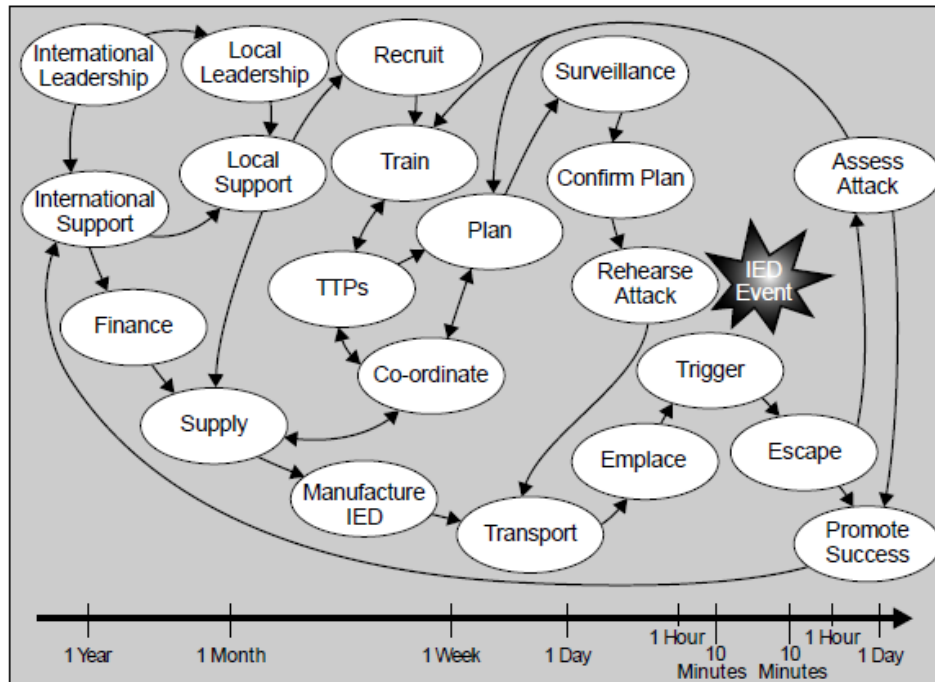 International
Leadership
Local
Leadership
Recruit
Surveillance
Train
Local
Support
Confirm Plan
Assess
Attack
International
Support
Plan
TTPs
Rehearse
Attack
IED
Event
Finance
Co-ordinate
Trigger
Supply
Emplace
Escape
Manufacture
IED
Transport
Promote
Success
1 Year
1 Month
1 Week
1 Day
1 Hour
10
Minutes
10
Minutes
1 Hour
1 Day